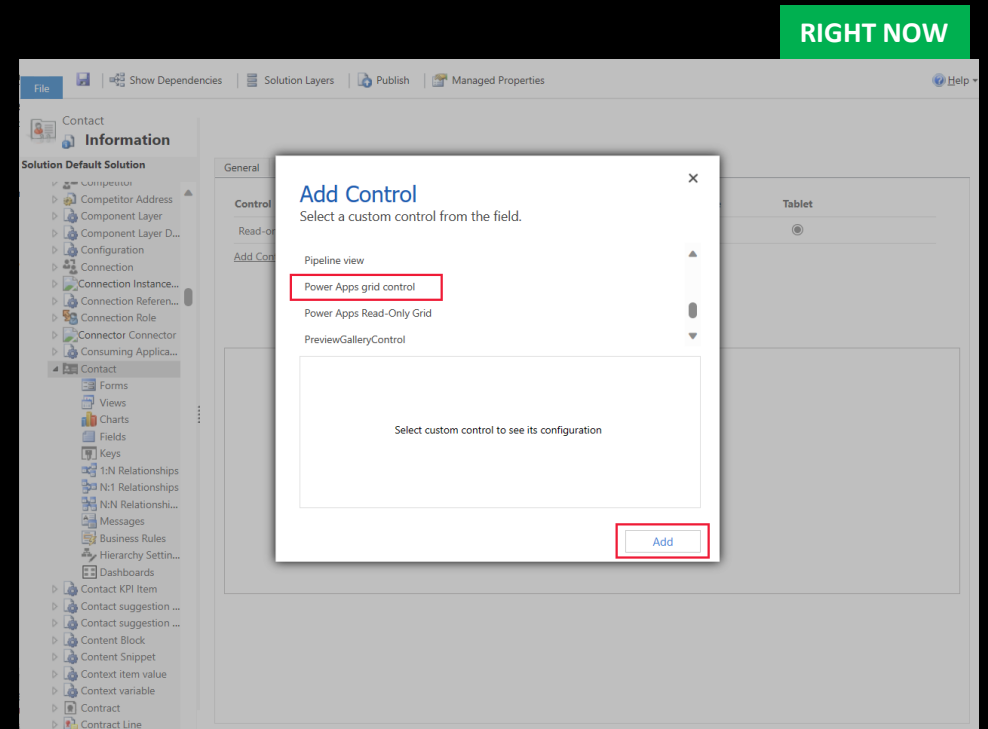 RIGHT NOW
File
Show Dependencies
Solution Layers
Publish
Managed Properties
Help
Contact
Information
Solution Default Solution
Competitor
Competitor Address
Component Layer
Component Layer D...
Configuration
Connection
Connection Instance...
Connection Referen...
Connection Role
Connector Connector
Consuming Applica...
Contact
Forms
Views
Charts
Fields
Keys
1:N Relationships
N:1 Relationships
N:N Relationshi...
Messages
Business Rules
Hierarchy Settin...
Dashboards
Contact KPI Item
Contact suggestion ...
Contact suggestion ...
Content Block
Content Snippet
Context item value
Context variable
Contract
Contract Line
General
Control
Tablet
Read-or
Add Con
Add Control
Select a custom control from the field.
Pipeline view
Power Apps grid control
Power Apps Read-Only Grid
PreviewGalleryControl
Select custom control to see its configuration
Add